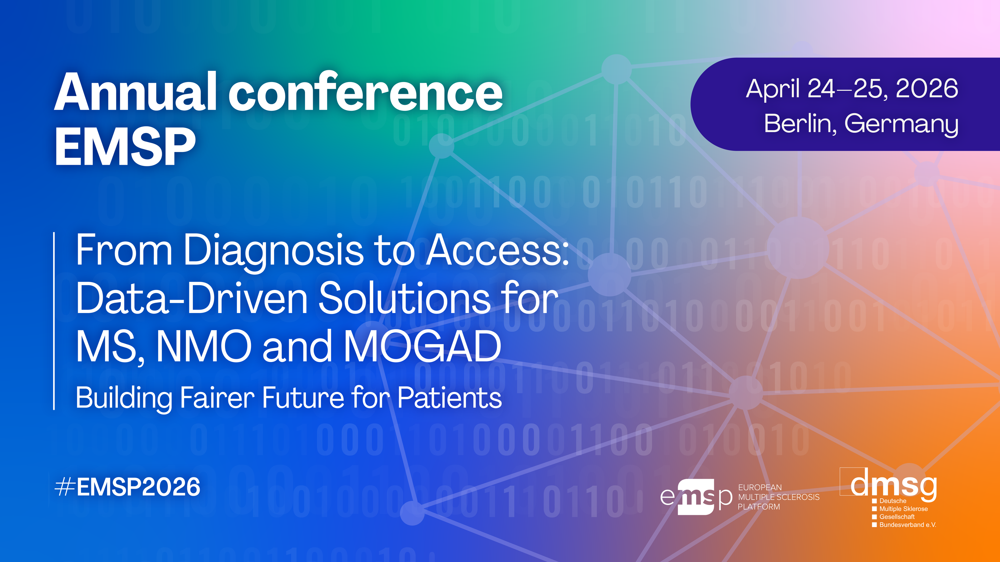 Annual conference
EMSP
April 24–25, 2026
Berlin, Germany
From Diagnosis to Access:
Data-Driven Solutions for
MS, NMO and MOGAD
Building Fairer Future for Patients
#EMSP2026
emsp
EUROPEAN
MULTIPLE SCLEROSIS
PLATFORM
dmsg
Deutsche
Multiple Sklerose
Gesellschaft
Bundesverband e.V.